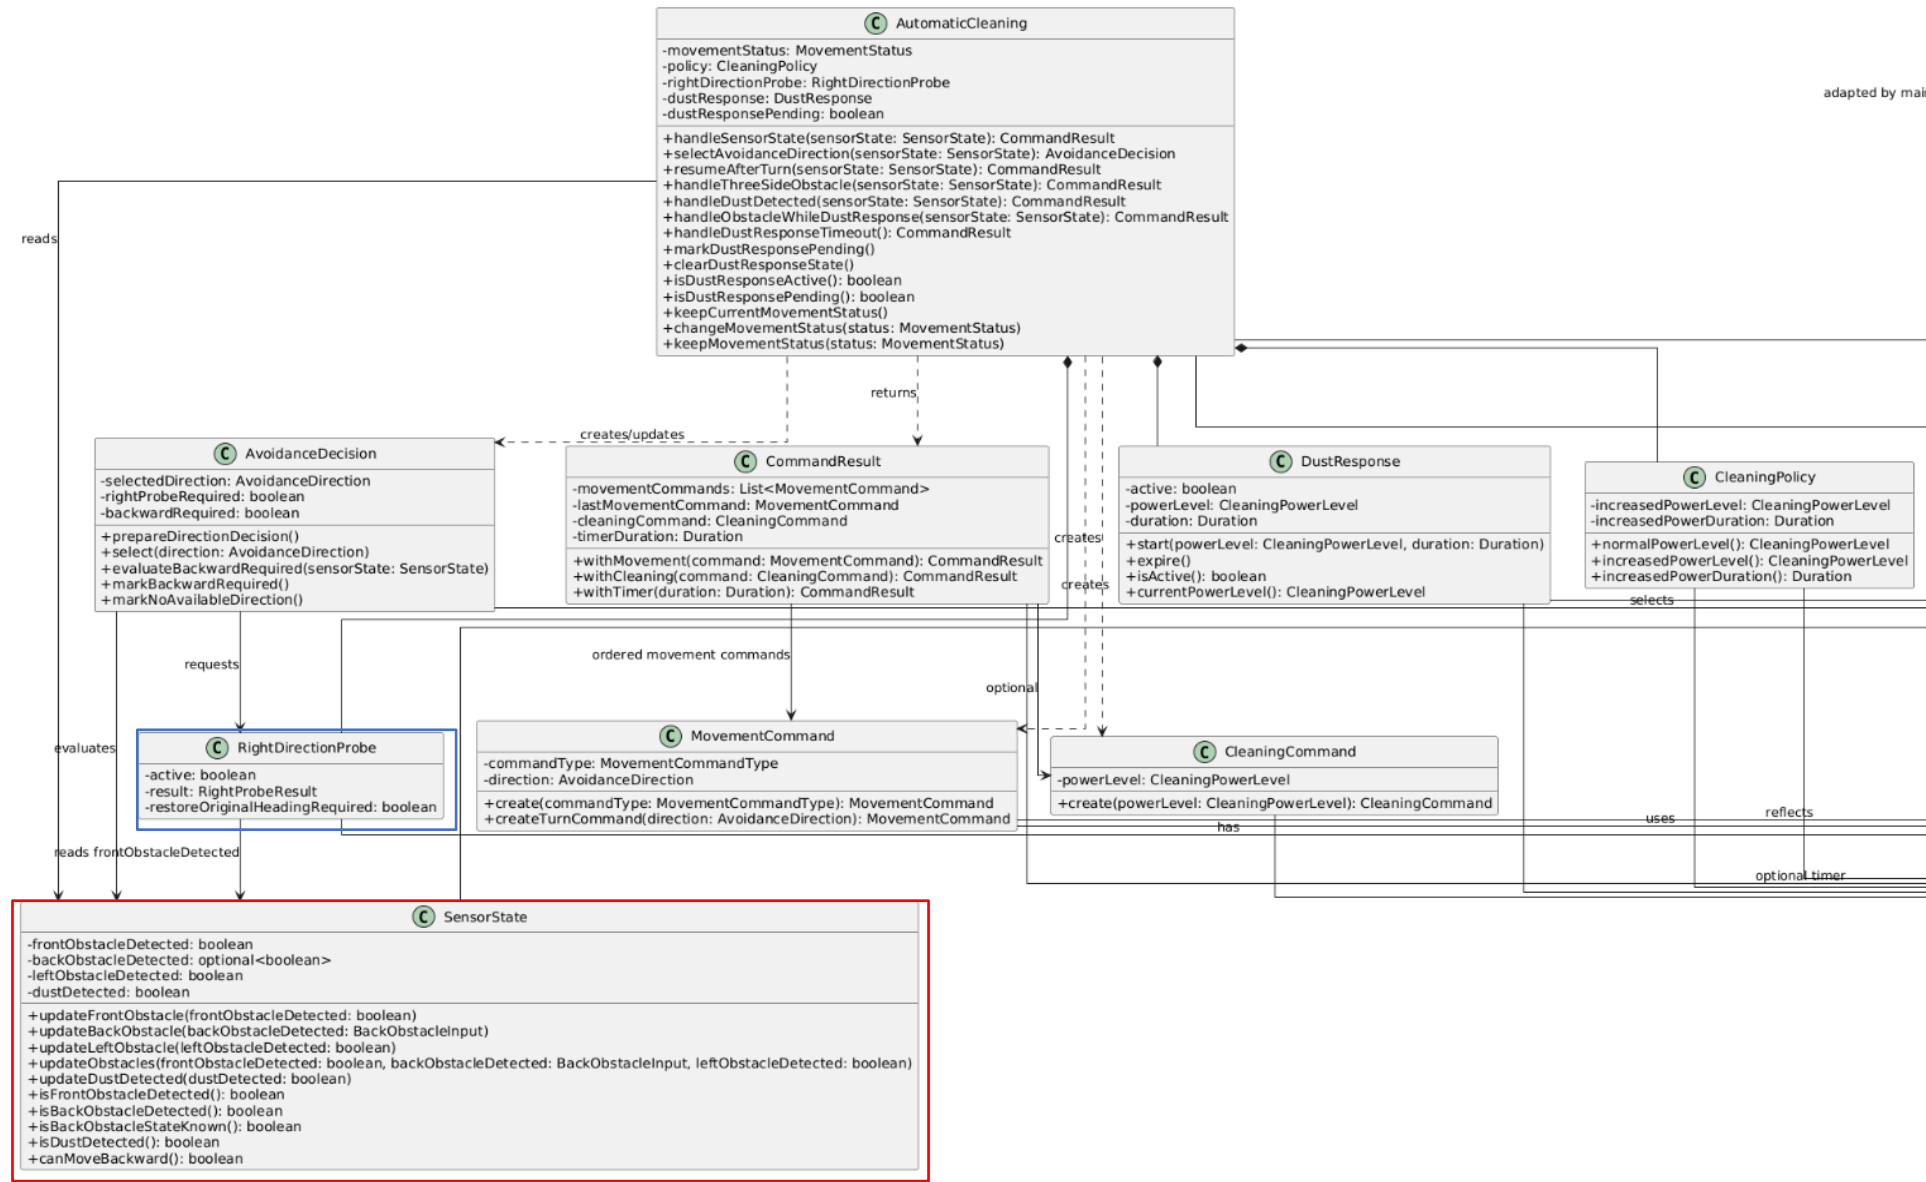 C AutomaticCleaning
-movementStatus: MovementStatus
-policy: CleaningPolicy
-rightDirectionProbe: RightDirectionProbe
-dustResponse: DustResponse
-dustResponsePending: boolean
+handleSensorState(sensorState: SensorState): CommandResult
+selectAvoidanceDirection(sensorState: SensorState): AvoidanceDecision
+resumeAfterTurn(sensorState: SensorState): CommandResult
+handleThreeSideObstacle(sensorState: SensorState): CommandResult
+handleDustDetected(sensorState: SensorState): CommandResult
+handleObstacleWhileDustResponse(sensorState: SensorState): CommandResult
+handleDustResponseTimeout(): CommandResult
+markDustResponsePending()
+clearDustResponseState()
+isDustResponseActive(): boolean
+isDustResponsePending(): boolean
+keepCurrentMovementStatus()
+changeMovementStatus(status: MovementStatus)
+keepMovementStatus(status: MovementStatus)
adapted by
reads
returns
creates/updates
C AvoidanceDecision
-selectedDirection: AvoidanceDirection
-rightProbeRequired: boolean
-backwardRequired: boolean
+prepareDirectionDecision()
+select(direction: AvoidanceDirection)
+evaluateBackwardRequired(sensorState: SensorState)
+markBackwardRequired()
+markNoAvailableDirection()
C CommandResult
-movementCommands: List<MovementCommand>
-lastMovementCommand: MovementCommand
-cleaningCommand: CleaningCommand
-timerDuration: Duration
+withMovement(command: MovementCommand): CommandResult
+withCleaning(command: CleaningCommand): CommandResult
+withTimer(duration: Duration): CommandResult
creates
creates
C DustResponse
-active: boolean
-powerLevel: CleaningPowerLevel
-duration: Duration
+start(powerLevel: CleaningPowerLevel, duration: Duration)
+expire()
+isActive(): boolean
+currentPowerLevel(): CleaningPowerLevel
C CleaningPolicy
-increasedPowerLevel: CleaningPowerLevel
-increasedPowerDuration: Duration
+normalPowerLevel(): CleaningPowerLevel
+increasedPowerLevel(): CleaningPowerLevel
+increasedPowerDuration(): Duration
selects
requests
ordered movement commands
optional
evaluates
C RightDirectionProbe
-active: boolean
-result: RightProbeResult
-restoreOriginalHeadingRequired: boolean
C MovementCommand
-commandType: MovementCommandType
-direction: AvoidanceDirection
+create(commandType: MovementCommandType): MovementCommand
+createTurnCommand(direction: AvoidanceDirection): MovementCommand
C CleaningCommand
-powerLevel: CleaningPowerLevel
+create(powerLevel: CleaningPowerLevel): CleaningCommand
has
uses
reflects
reads frontObstacleDetected
optional timer
C SensorState
-frontObstacleDetected: boolean
-backObstacleDetected: optional<boolean>
-leftObstacleDetected: boolean
-dustDetected: boolean
+updateFrontObstacle(frontObstacleDetected: boolean)
+updateBackObstacle(backObstacleDetected: BackObstacleInput)
+updateLeftObstacle(leftObstacleDetected: boolean)
+updateObstacles(frontObstacleDetected: boolean, backObstacleDetected: BackObstacleInput, leftObstacleDetected: boolean)
+updateDustDetected(dustDetected: boolean)
+isFrontObstacleDetected(): boolean
+isBackObstacleDetected(): boolean
+isBackObstacleStateKnown(): boolean
+isDustDetected(): boolean
+canMoveBackward(): boolean